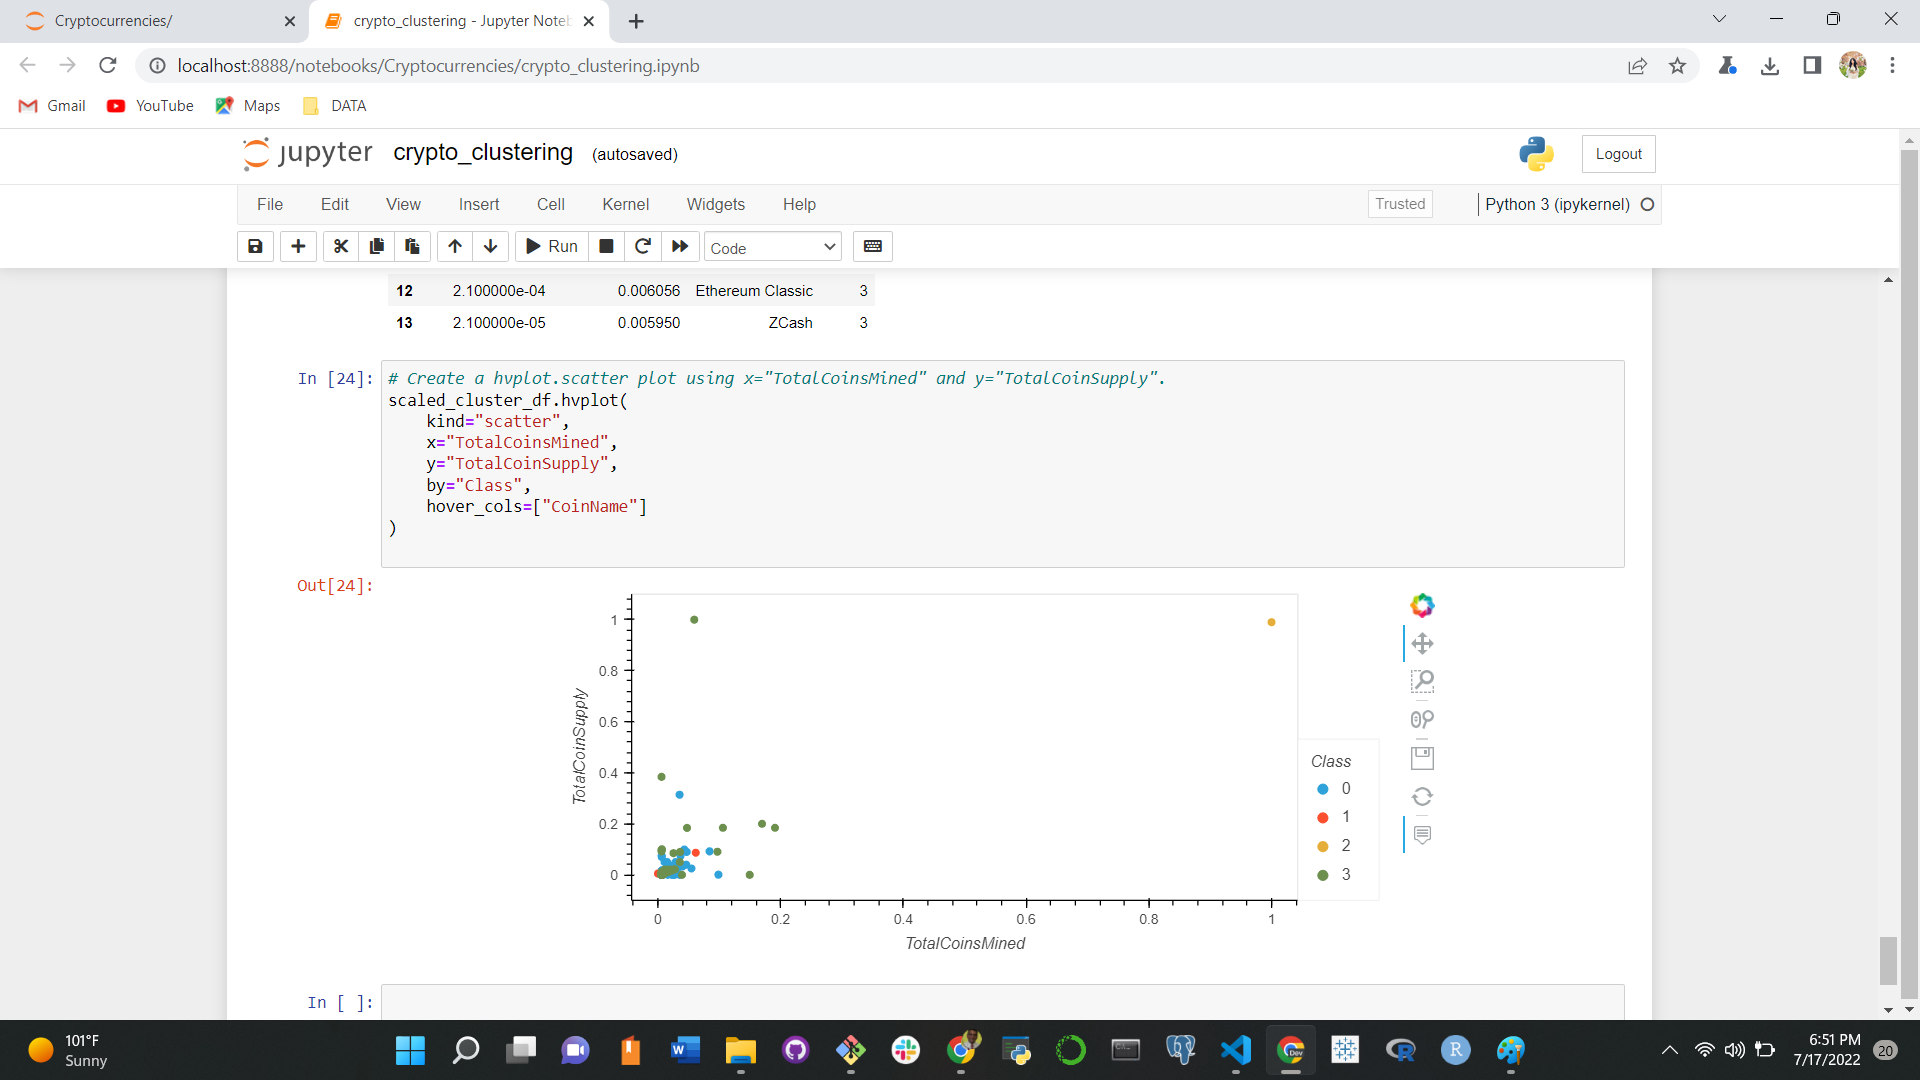 Cryptocurrencies/
crypto_clustering - Jupyter Noteb
localhost:8888/notebooks/Cryptocurrencies/crypto_clustering.ipynb
Gmail YouTube Maps DATA
jupyter crypto_clustering (autosaved) Logout
File Edit View Insert Cell Kernel Widgets Help Trusted Python 3 (ipykernel)
Run Code
12 2.100000e-04 0.006056 Ethereum Classic 3
13 2.100000e-05 0.005950 ZCash 3
In [24]: # Create a hvplot.scatter plot using x="TotalCoinsMined" and y="TotalCoinSupply".
scaled_cluster_df.hvplot(
kind="scatter",
x="TotalCoinsMined",
y="TotalCoinSupply",
by="Class",
hover_cols=["CoinName"]
)
Out[24]:
TotalCoinSupply
1
0.8
0.6
0.4
0.2
0
0 0.2 0.4 0.6 0.8 1
TotalCoinsMined
Class
0
1
2
3
In [ ]:
101°F
Sunny
6:51 PM
7/17/2022
20